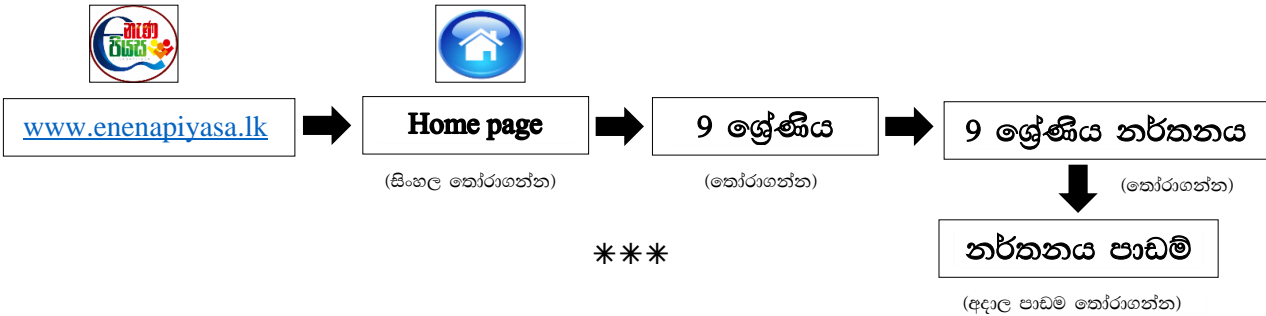 නැණ
පියස
www.enenapiyasa.lk
Home page
(සිංහල තෝරාගන්න)
9 ශ්‍රේණිය
(තෝරාගන්න)
9 ශ්‍රේණිය නර්තනය
(තෝරාගන්න)
නර්තනය පාඩම්
(අදාල පාඩම තෝරාගන්න)
✳✳✳